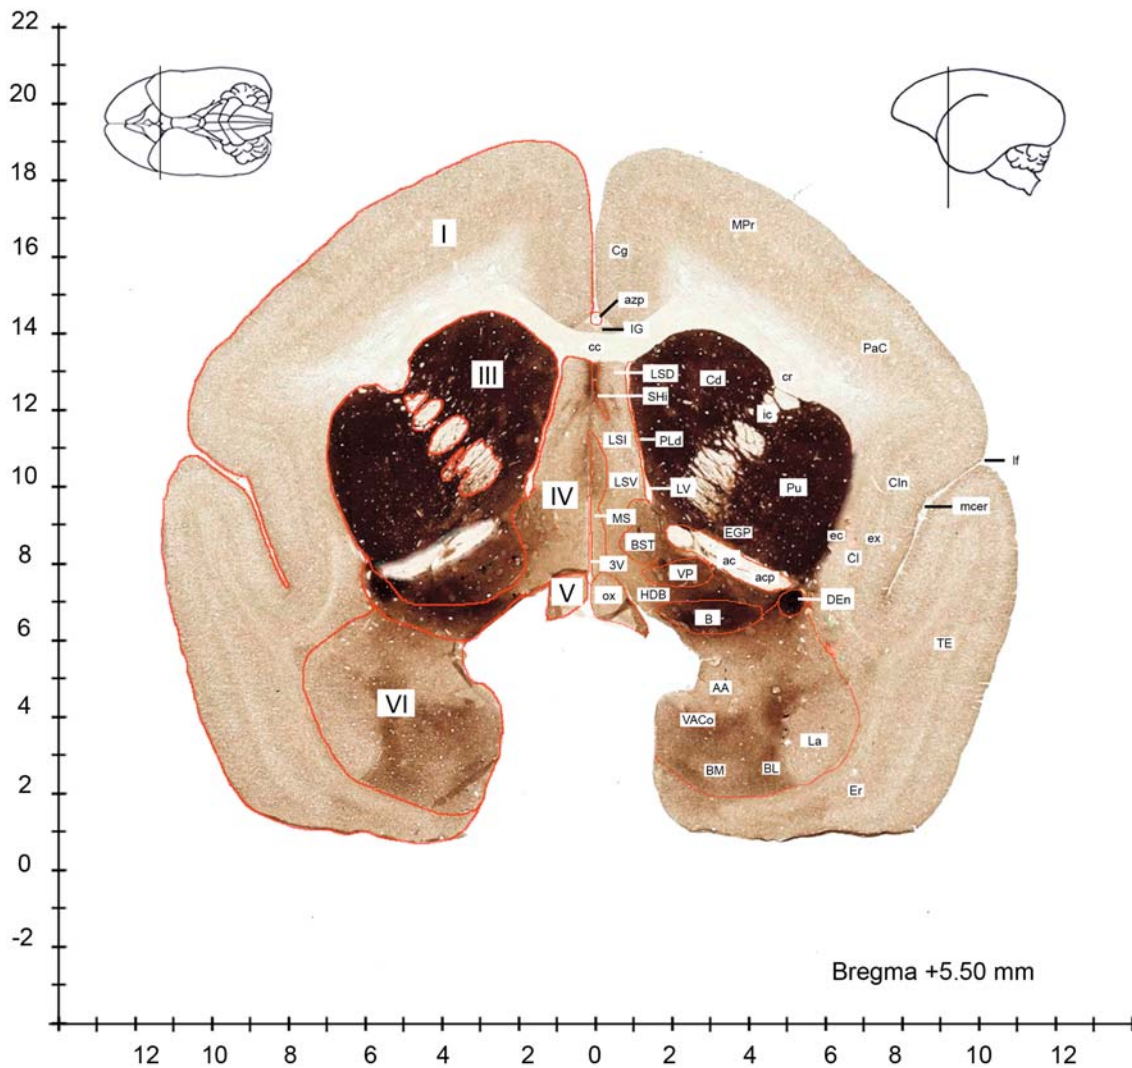 22
20
18
16
14
12
10
8
6
4
2
0
-2
I
MPr
Cg
azp
IG
PaC
cc
III
LSD
Cd
cr
SHi
ic
LSI
PLd
lf
LSV
LV
Pu
Cln
IV
mcer
MS
EGP
ec
ex
BST
ac
Cl
3V
VP
acp
V
ox
HDB
DEn
B
TE
VI
AA
VACo
La
BM
BL
Er
Bregma +5.50 mm
12 10 8 6 4 2 0 2 4 6 8 10 12